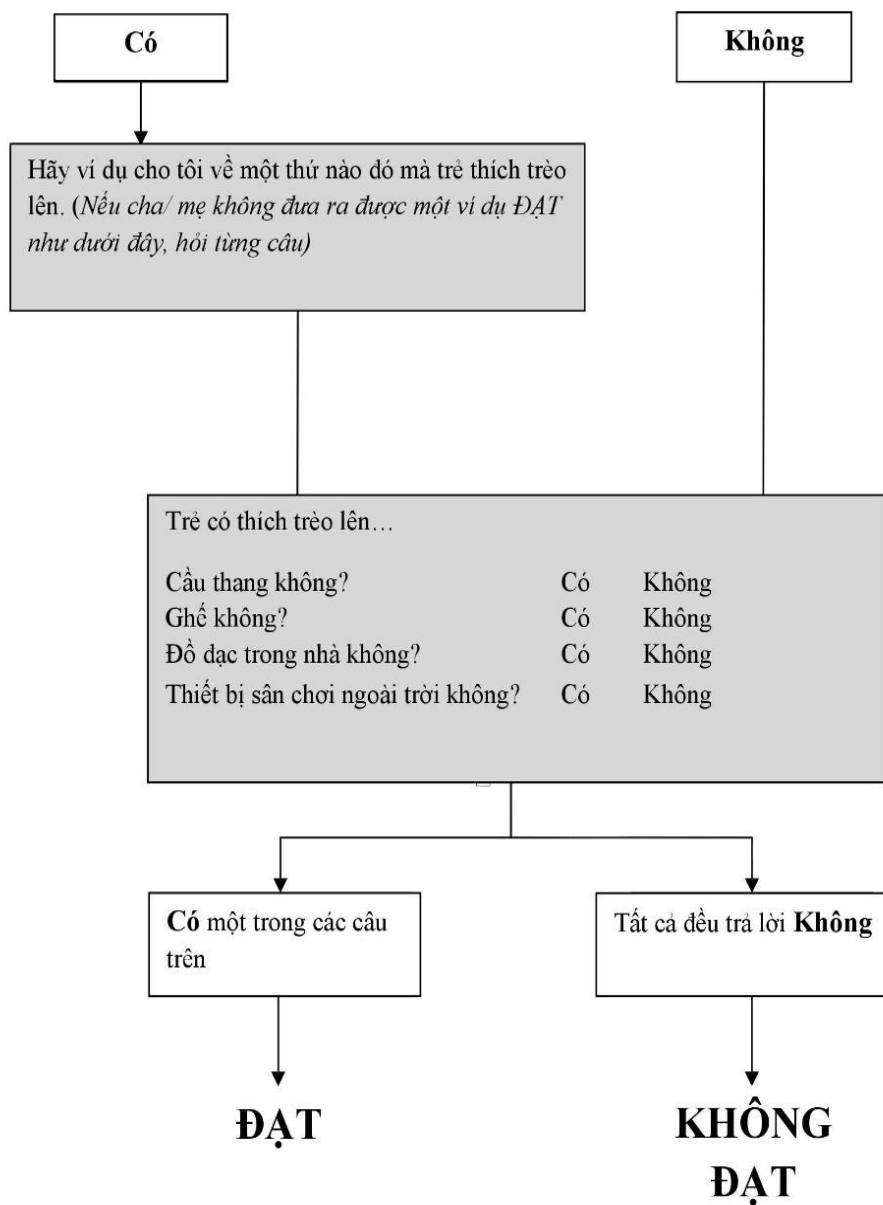 Có
Không
Hãy ví dụ cho tôi về một thứ nào đó mà trẻ thích trèo
lên. (Nếu cha/ mẹ không đưa ra được một ví dụ ĐẠT
như dưới đây, hỏi từng câu)
Trẻ có thích trèo lên…
Cầu thang không? Có Không
Ghế không? Có Không
Đồ đạc trong nhà không? Có Không
Thiết bị sân chơi ngoài trời không? Có Không
Có một trong các câu
trên
Tất cả đều trả lời Không
ĐẠT
KHÔNG
ĐẠT